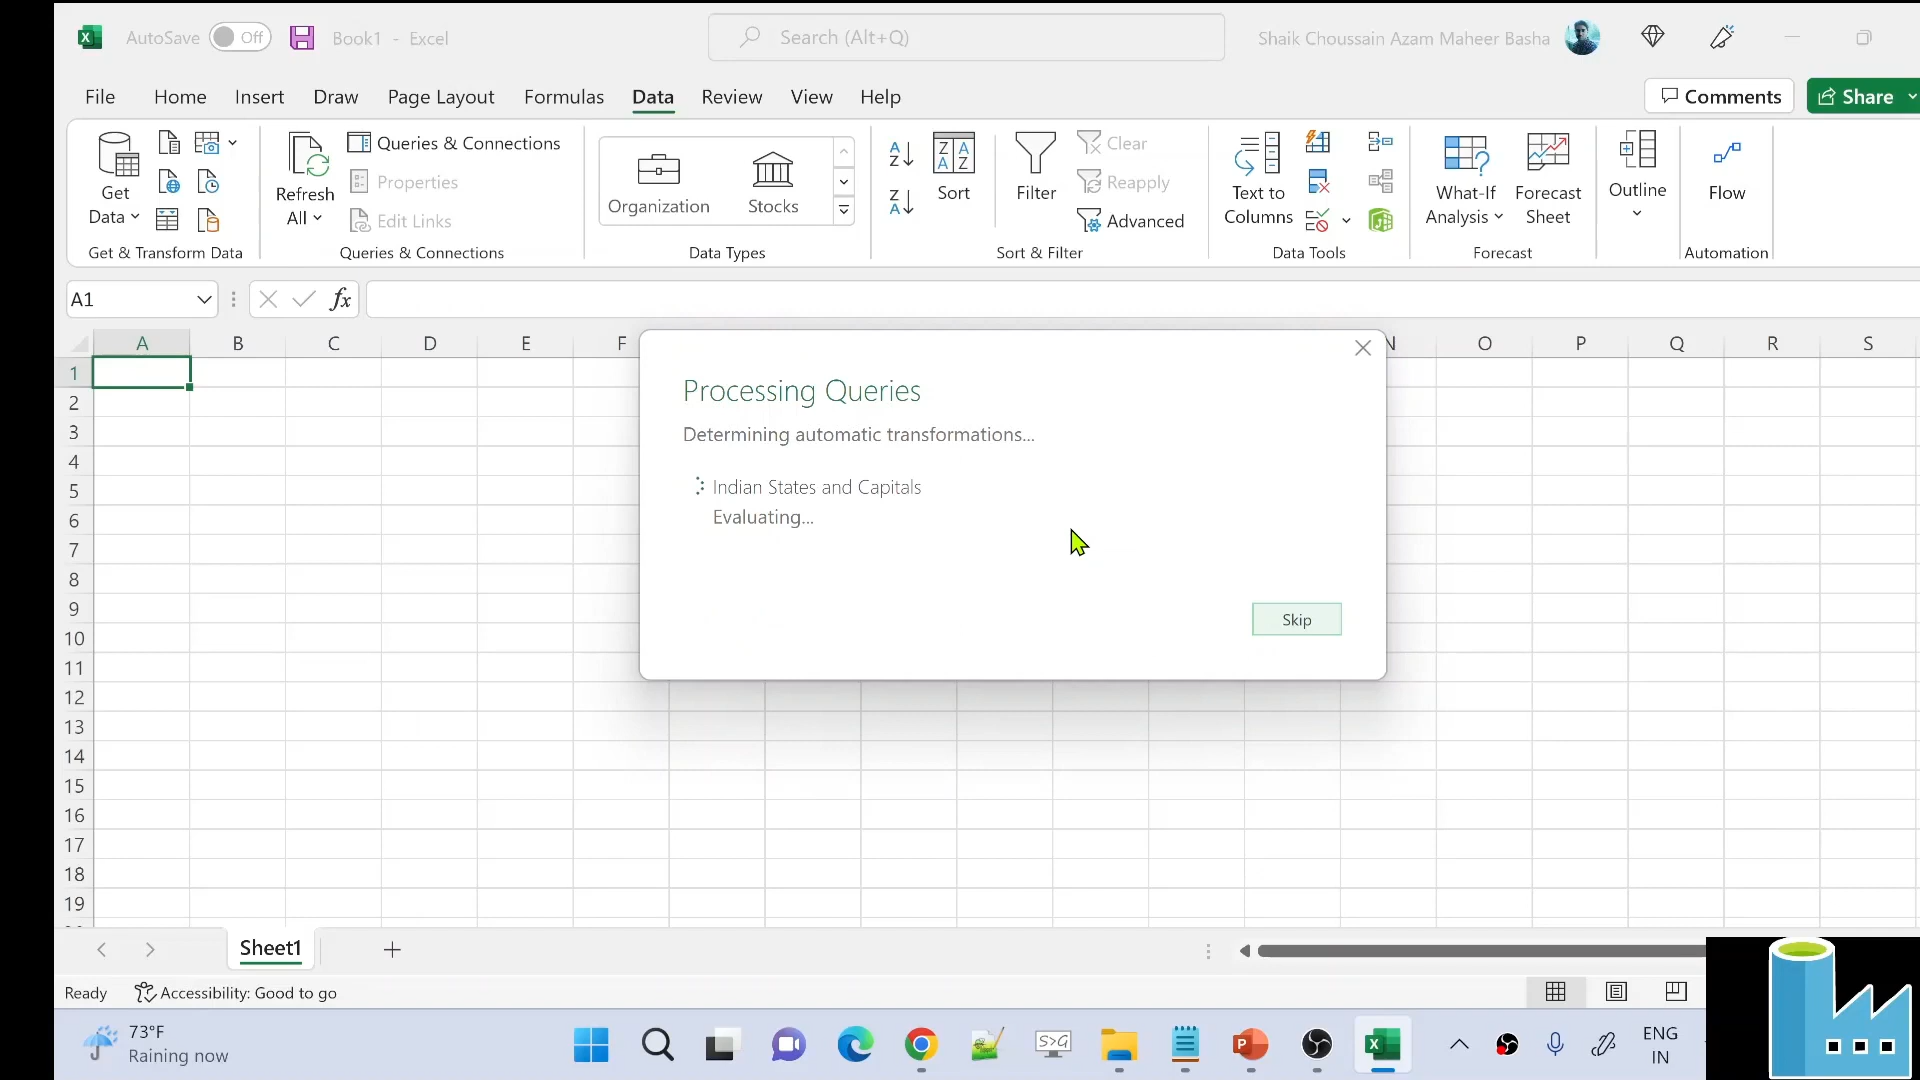 AutoSave Off Book1 - Excel Search (Alt+Q) Shaik Choussain Azam Maheer Basha
File Home Insert Draw Page Layout Formulas Data Review View Help Comments Share
Get Data
Refresh All
Queries & Connections
Properties
Edit Links
Organization Stocks
A Z
Z A
Z A A Z
Sort
Filter
Clear
Reapply
Advanced
Text to Columns
What-If Analysis
Forecast Sheet
Outline
Flow
Get & Transform Data Queries & Connections Data Types Sort & Filter Data Tools Forecast Automation
A1 fx
A B C D E F N O P Q R S
1
2
3
4
5
6
7
8
9
10
11
12
13
14
15
16
17
18
19
Processing Queries
Determining automatic transformations...
Indian States and Capitals
Evaluating...
Skip
Sheet1
Ready Accessibility: Good to go
73°F
Raining now
S>G
P
X
ENG
IN